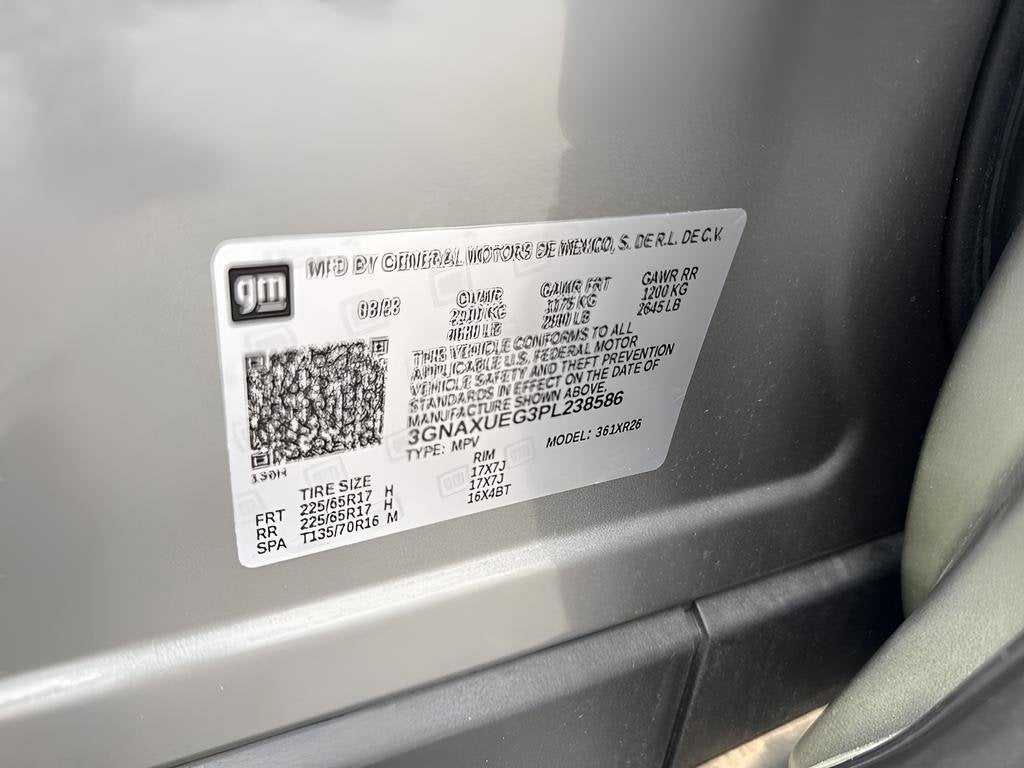 gm
MFD BY GENERAL MOTORS DE MEXICO, S. DE R.L. DE C.V.
GVWR GAWR FRT GAWR RR
KG KG 1200 KG
LB LB 2645 LB
THIS VEHICLE CONFORMS TO ALL
APPLICABLE U.S. FEDERAL MOTOR
VEHICLE SAFETY AND THEFT PREVENTION
STANDARDS IN EFFECT ON THE DATE OF
MANUFACTURE SHOWN ABOVE.
3GNAXUEG3PL238586
TYPE: MPV MODEL: 361XR26
TIRE SIZE RIM
FRT 225/65R17 H 17X7J
RR 225/65R17 H 17X7J
SPA T135/70R16 M 16X4BT